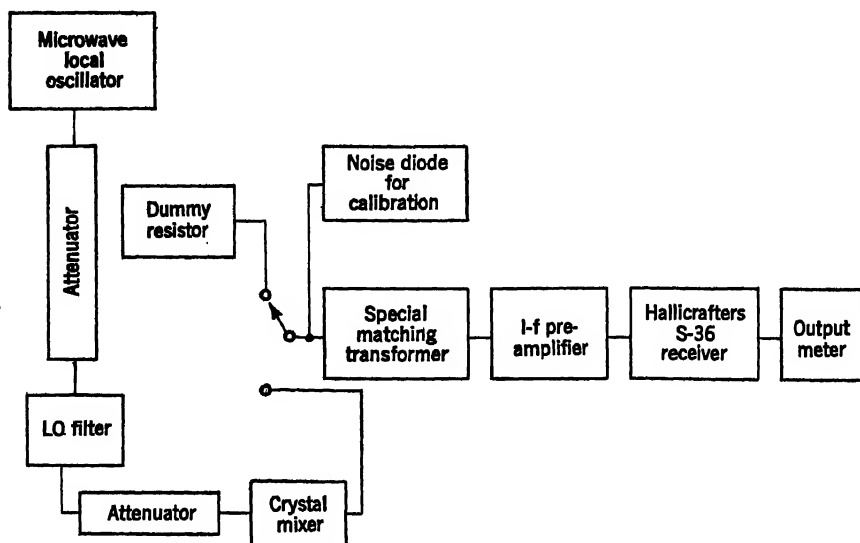 Microwave
local
oscillator
Attenuator
Dummy
resistor
Noise diode
for
calibration
Special
matching
transformer
I-f pre-
amplifier
Hallicrafters
S-36
receiver
Output
meter
LO filter
Attenuator
Crystal
mixer